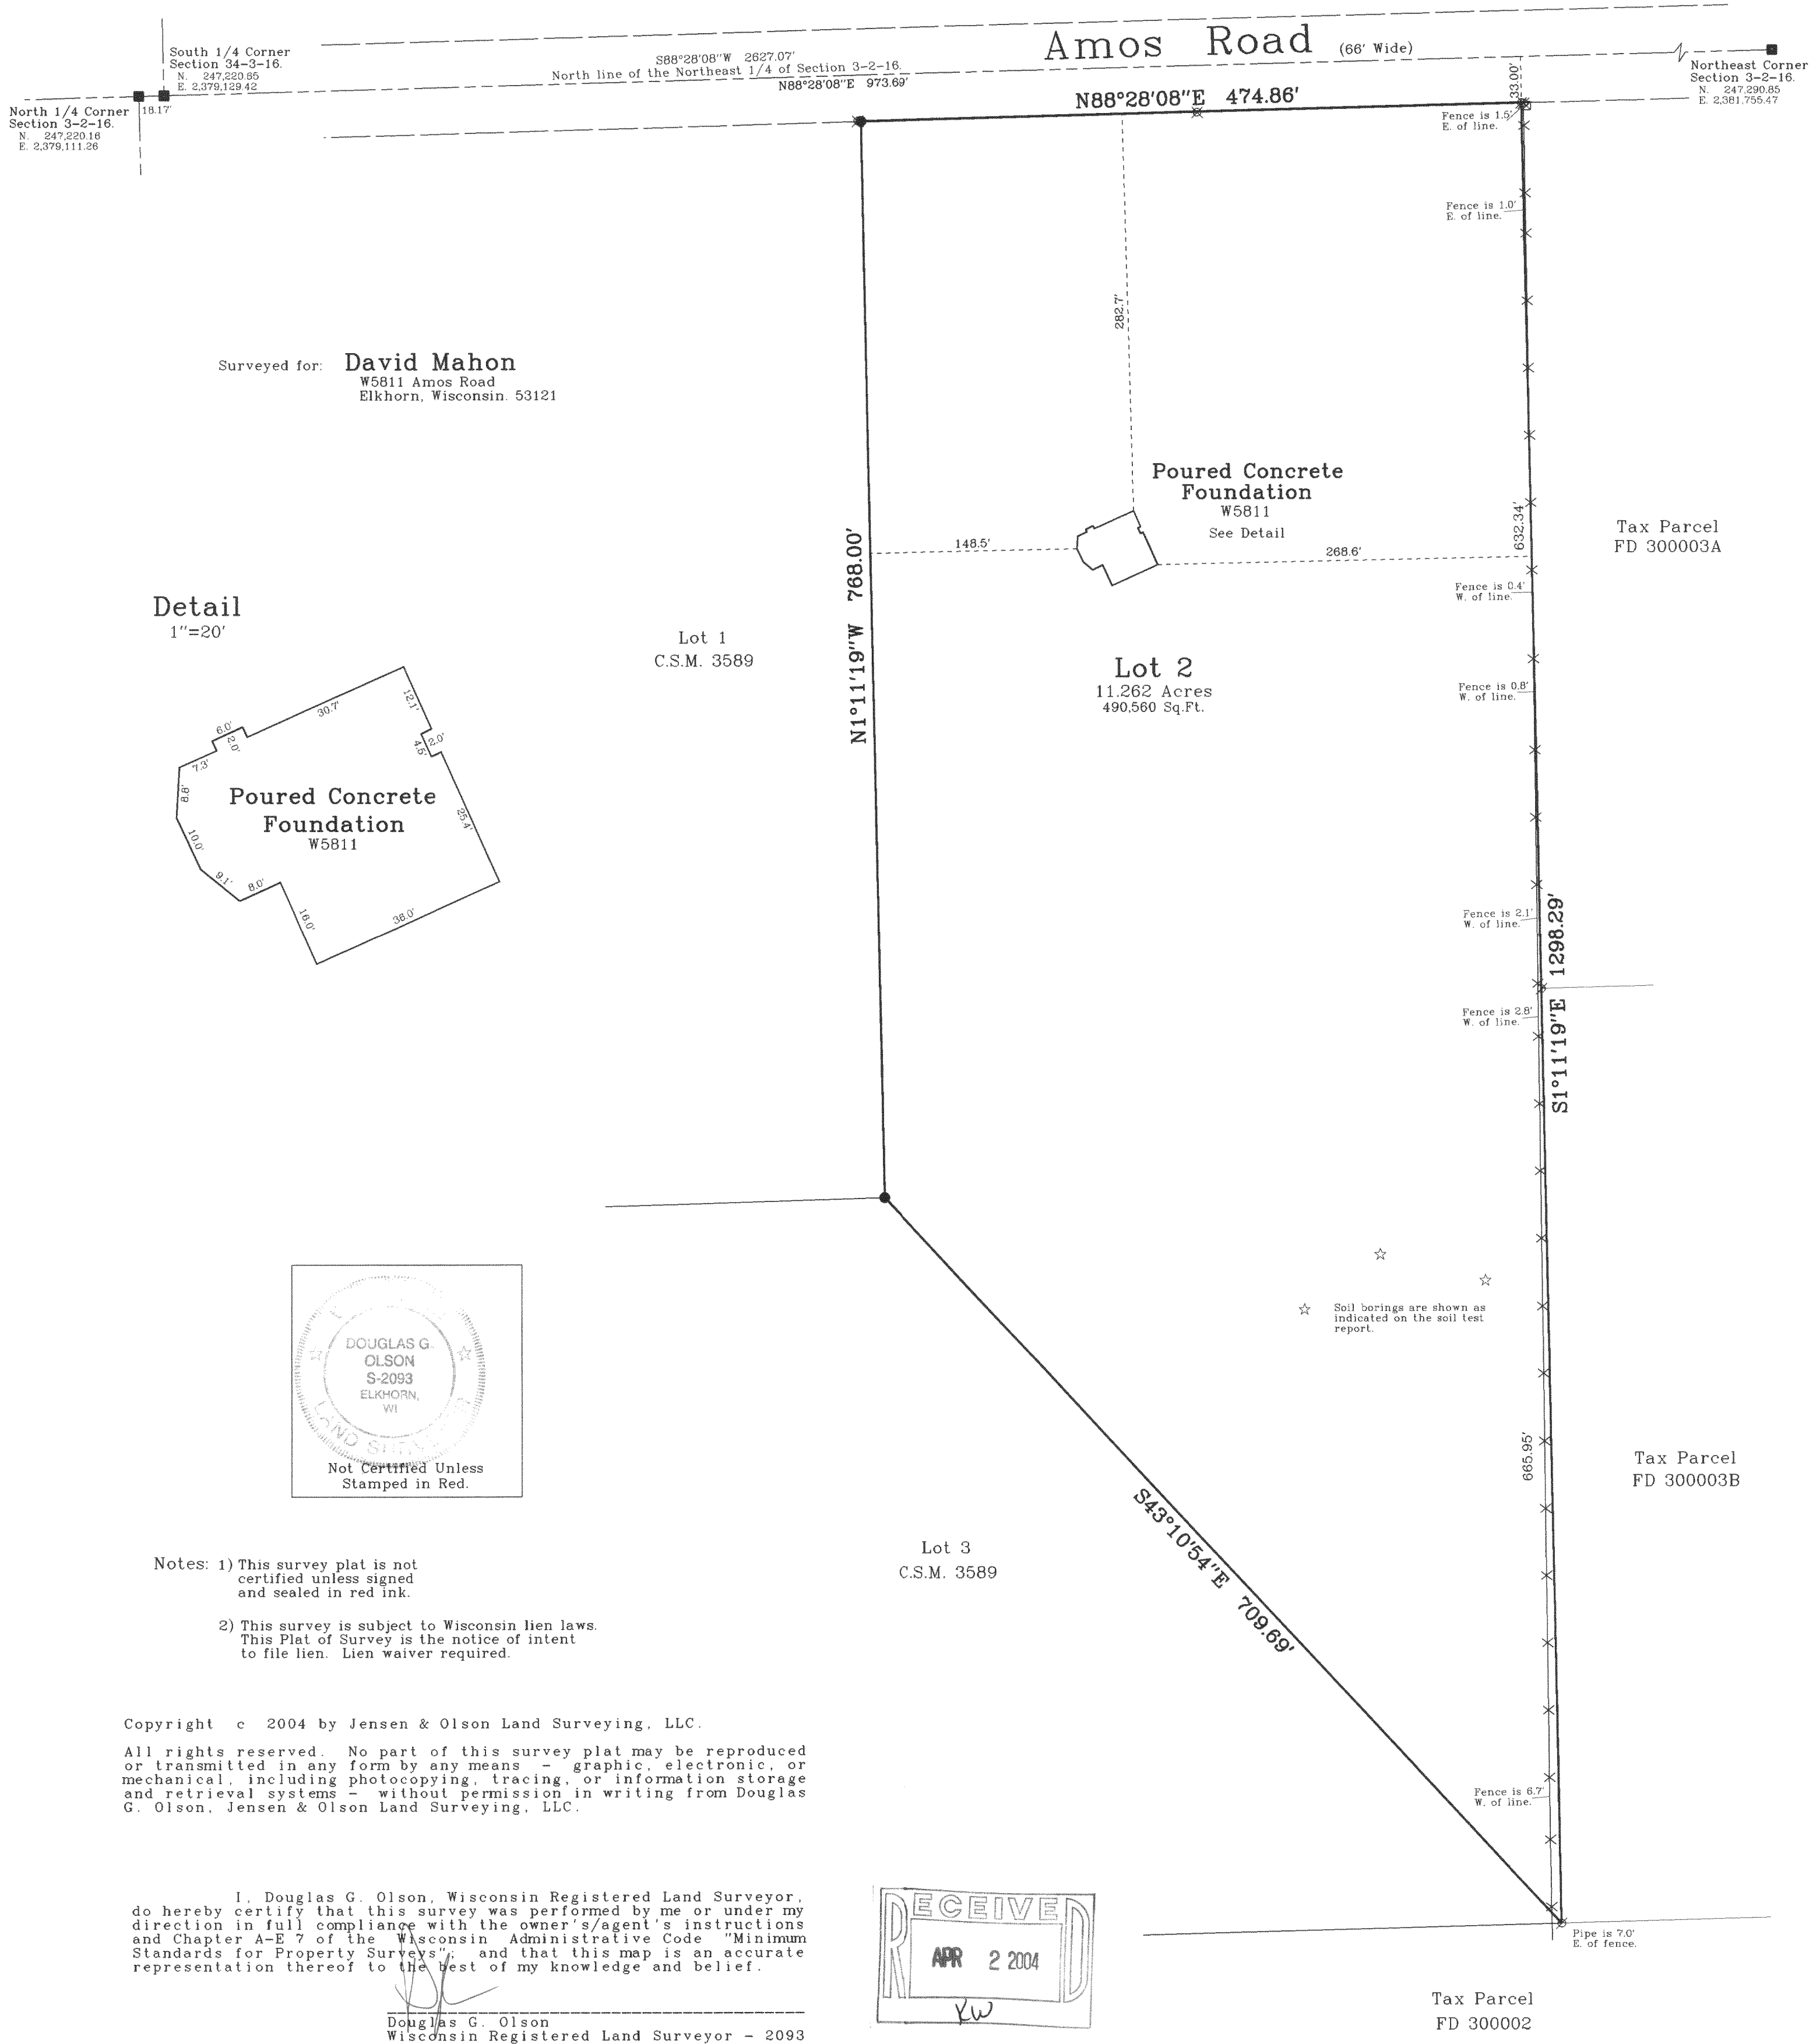 Amos Road (66' Wide)
South 1/4 Corner
Section 34-3-16.
N. 247,220.85
E. 2,379,129.42
S88°28'08"W 2627.07'
North line of the Northeast 1/4 of Section 3-2-16.
N88°28'08"E 973.69'
N88°28'08"E 474.86'
33.00'
Northeast Corner
Section 3-2-16.
N. 247,290.85
E. 2,381,755.47
North 1/4 Corner
Section 3-2-16.
N. 247,220.16
E. 2,379,111.26
18.17'
Fence is 1.5'
E. of line.
Fence is 1.0'
E. of line.
282.7'
Surveyed for: David Mahon
W5811 Amos Road
Elkhorn, Wisconsin. 53121
Poured Concrete
Foundation
W5811
See Detail
148.5'
268.6'
632.34'
Tax Parcel
FD 300003A
N1°11'19"W 768.00'
Fence is 0.4'
W. of line.
Detail
1"=20'
Lot 1
C.S.M. 3589
Lot 2
11.262 Acres
490,560 Sq.Ft.
Fence is 0.8'
W. of line.
30.7'
12.1'
6.0'
2.0'
2.0'
4.5'
7.3'
8.8'
Poured Concrete
Foundation
W5811
25.4'
10.0'
9.1'
8.0'
16.0'
36.0'
Fence is 2.1'
W. of line.
S1°11'19"E 1298.29'
Fence is 2.8'
W. of line.
Soil borings are shown as
indicated on the soil test
report.
DOUGLAS G.
OLSON
S-2093
ELKHORN,
WI
Not Certified Unless
Stamped in Red.
665.95'
Tax Parcel
FD 300003B
S43°10'54"E 709.69'
Lot 3
C.S.M. 3589
Notes: 1) This survey plat is not
certified unless signed
and sealed in red ink.
2) This survey is subject to Wisconsin lien laws.
This Plat of Survey is the notice of intent
to file lien. Lien waiver required.
Copyright c 2004 by Jensen & Olson Land Surveying, LLC.
All rights reserved. No part of this survey plat may be reproduced
or transmitted in any form by any means - graphic, electronic, or
mechanical, including photocopying, tracing, or information storage
and retrieval systems - without permission in writing from Douglas
G. Olson, Jensen & Olson Land Surveying, LLC.
Fence is 6.7'
W. of line.
I, Douglas G. Olson, Wisconsin Registered Land Surveyor,
do hereby certify that this survey was performed by me or under my
direction in full compliance with the owner's/agent's instructions
and Chapter A-E 7 of the Wisconsin Administrative Code "Minimum
Standards for Property Surveys"; and that this map is an accurate
representation thereof to the best of my knowledge and belief.
Douglas G. Olson
Wisconsin Registered Land Surveyor - 2093
RECEIVED
APR 2 2004
KW
Pipe is 7.0'
E. of fence.
Tax Parcel
FD 300002